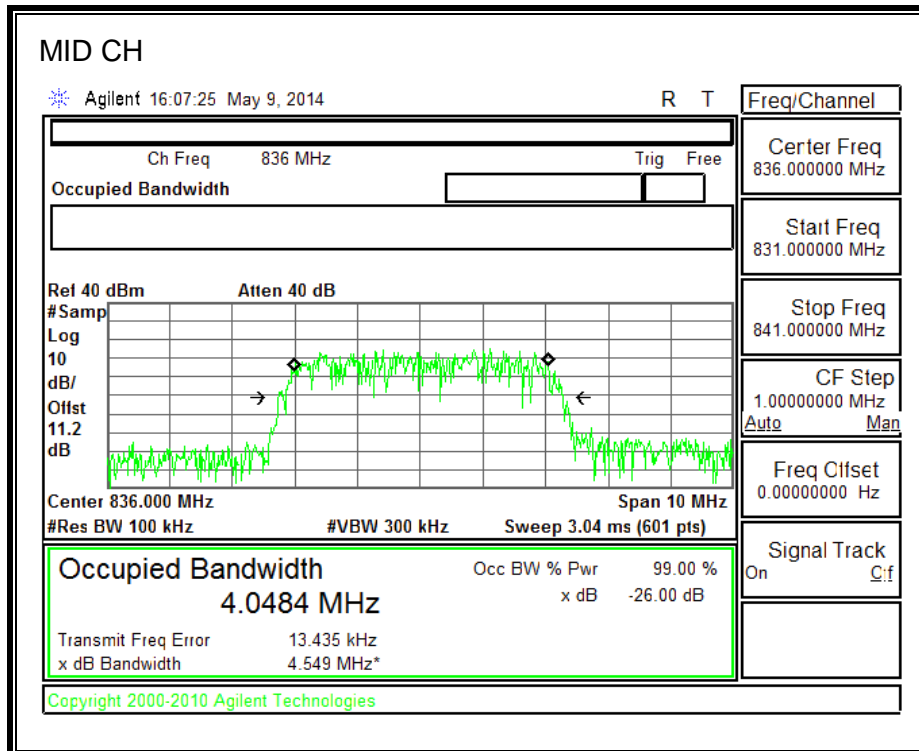 MID CH
Agilent 16:07:25 May 9, 2014 R T
Freq/Channel
Ch Freq 836 MHz Trig Free
Occupied Bandwidth
Center Freq
836.000000 MHz
Start Freq
831.000000 MHz
Stop Freq
841.000000 MHz
CF Step
1.00000000 MHz
Auto Man
Freq Offset
0.00000000 Hz
Signal Track
On Off
Ref 40 dBm Atten 40 dB
#Samp
Log
10
dB/
Offst
11.2
dB
Center 836.000 MHz Span 10 MHz
#Res BW 100 kHz #VBW 300 kHz Sweep 3.04 ms (601 pts)
Occupied Bandwidth Occ BW % Pwr 99.00 %
4.0484 MHz x dB -26.00 dB
Transmit Freq Error 13.435 kHz
x dB Bandwidth 4.549 MHz*
Copyright 2000-2010 Agilent Technologies